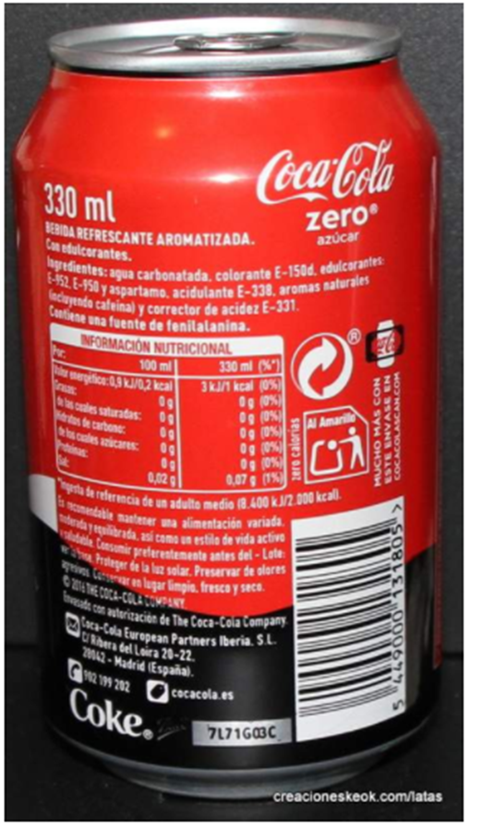 Coca-Cola
zero®
azúcar
330 ml
BEBIDA REFRESCANTE AROMATIZADA.
Con edulcorantes.
Ingredientes: agua carbonatada, colorante E-150d, edulcorantes:
E-952, E-950 y aspartamo, acidulante E-338, aromas naturales
(incluyendo cafeína) y corrector de acidez E-331.
Contiene una fuente de fenilalanina.
INFORMACIÓN NUTRICIONAL
Por: 100 ml 330 ml (%*)
Valor energético: 0,9 kJ/0,2 kcal 3 kJ/1 kcal (0%)
Grasas: 0 g 0 g (0%)
de las cuales saturadas: 0 g 0 g (0%)
Hidratos de carbono: 0 g 0 g (0%)
de los cuales azúcares: 0 g 0 g (0%)
Proteínas: 0 g 0 g (0%)
Sal: 0,02 g 0,07 g (1%)
*Ingesta de referencia de un adulto medio (8.400 kJ/2.000 kcal).
Es recomendable mantener una alimentación variada,
moderada y equilibrada, así como un estilo de vida activo
y saludable. Consumir preferentemente antes del - Lote:
ver base. Proteger de la luz solar. Preservar de olores
agresivos. Conservar en lugar limpio, fresco y seco.
© 2016 THE COCA-COLA COMPANY.
Envasado con autorización de The Coca-Cola Company.
Coca-Cola European Partners Iberia, S.L.
C/ Ribera del Loira 20-22.
28042 - Madrid (España).
902 199 202 cocacola.es
Coke®
7L71G03C
®
zero calorías
Al Amarillo
MUCHO MÁS CON
ESTE ENVASE EN
COCACOLASCAN.COM
5 449000 131805 >
creacioneskeok.com/latas